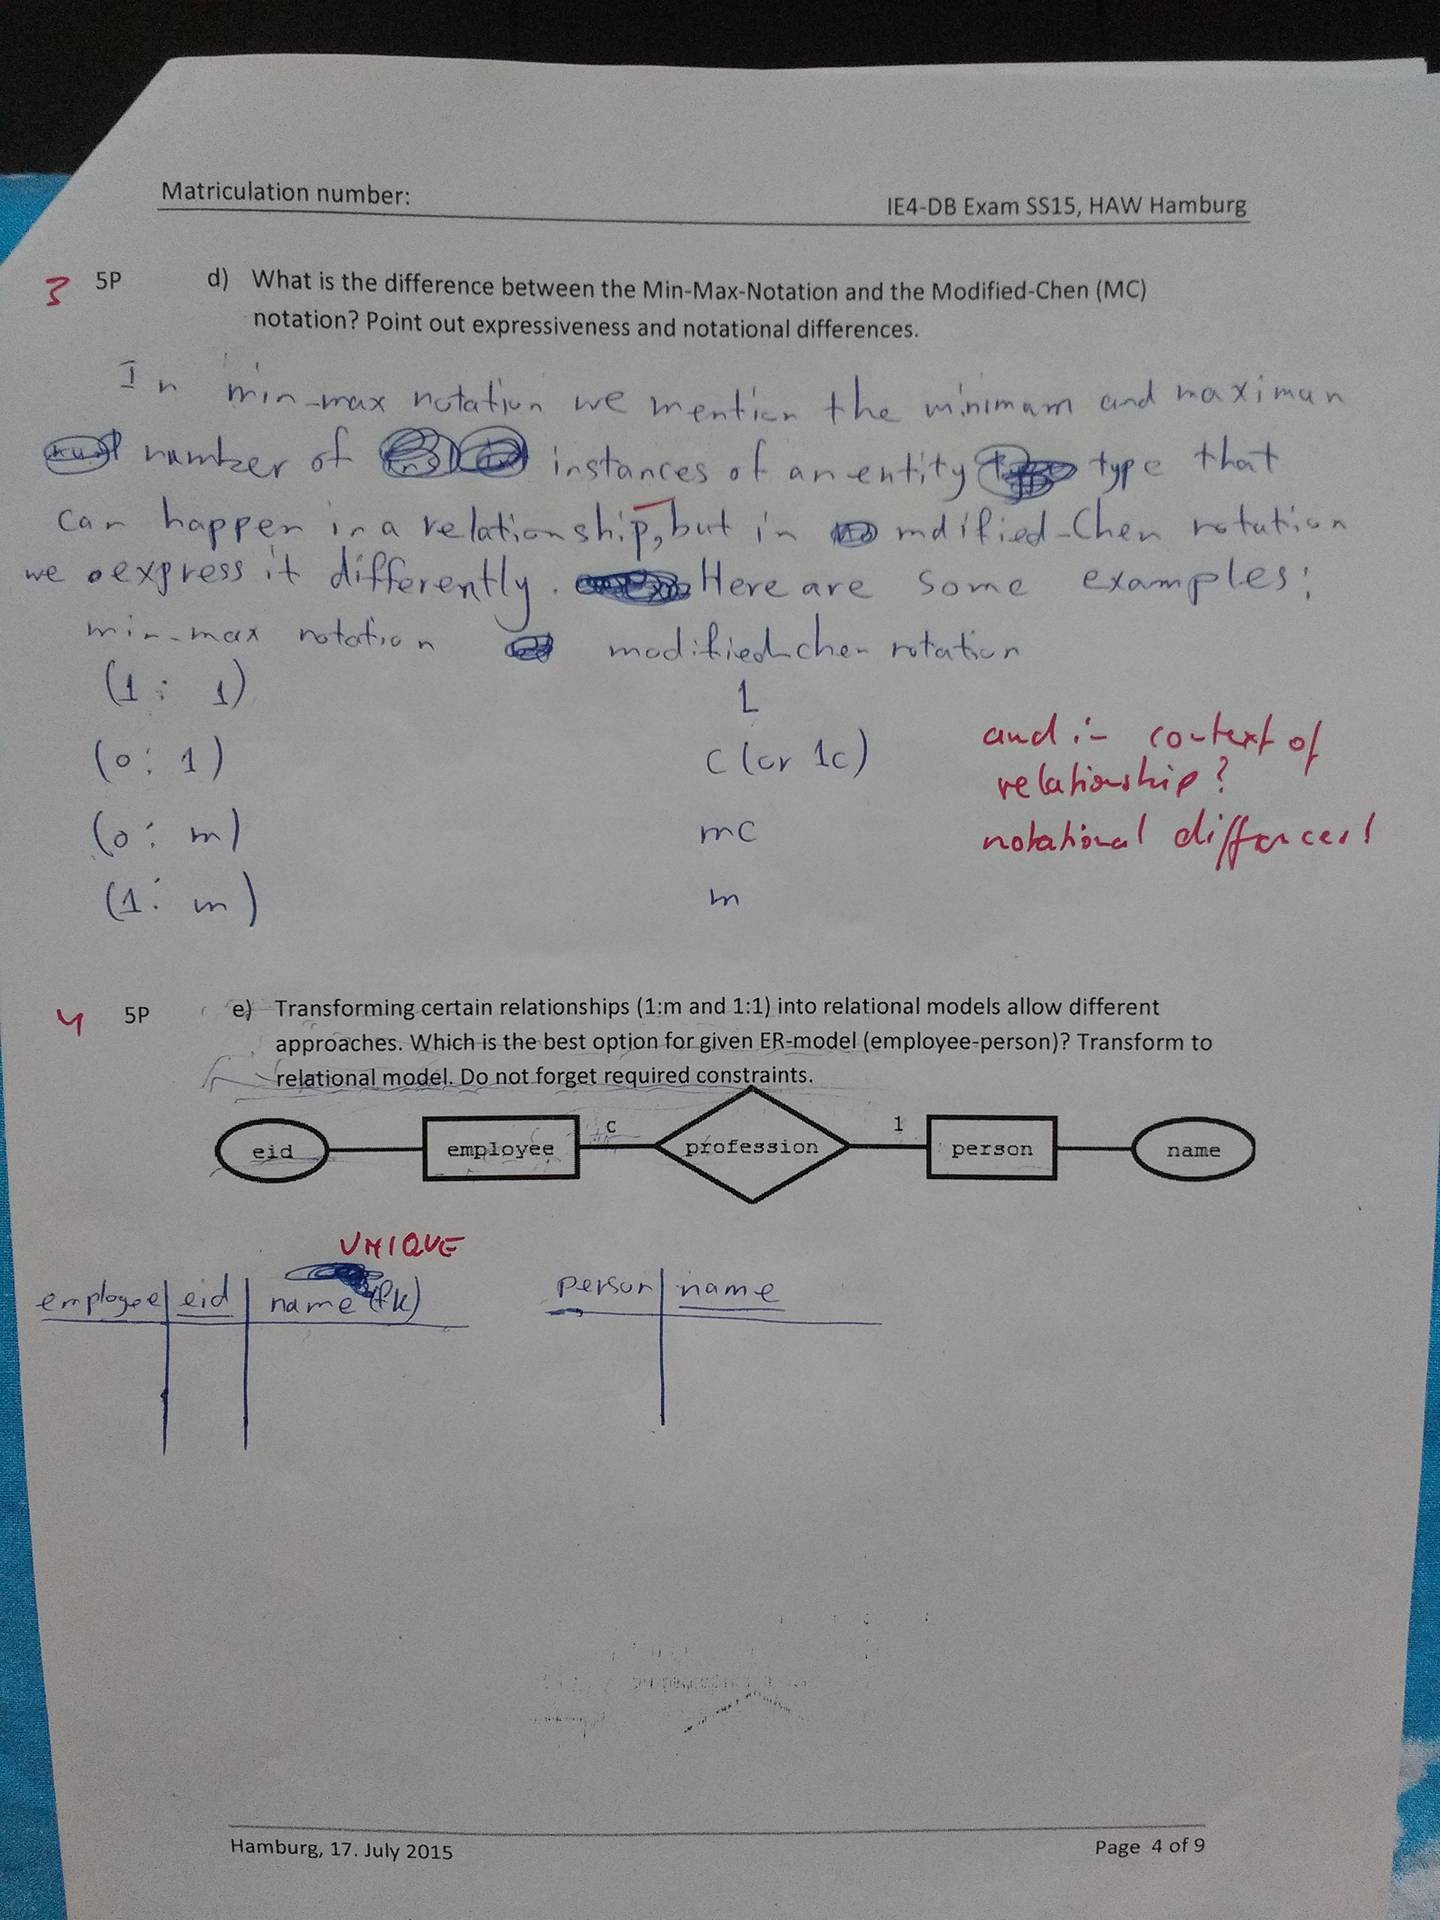 Matriculation number:
IE4-DB Exam SS15, HAW Hamburg
3 5P d) What is the difference between the Min-Max-Notation and the Modified-Chen (MC)
notation? Point out expressiveness and notational differences.
In min-max notation we mention the minimum and maximun
number of instances of an entity type that
can happen in a relationship, but in mdified-Chen notation
we express it differently. Here are some examples:
min-max notation modified-chen notation
(1 : 1) 1
(0 : 1) c (or 1c)
(0 : m) mc
(1 : m) m
and in context of
relationship?
notational diffences!
4 5P e) Transforming certain relationships (1:m and 1:1) into relational models allow different
approaches. Which is the best option for given ER-model (employee-person)? Transform to
relational model. Do not forget required constraints.
eid employee c profession 1 person name
UNIQUE
employee eid name (fk) person name
Hamburg, 17. July 2015
Page 4 of 9